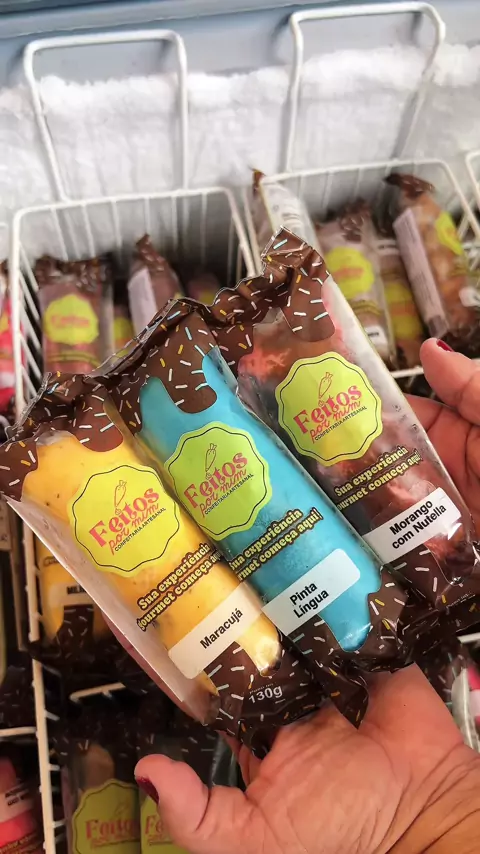 Feitos
por mim
CONFEITARIA ARTESANAL
Sua experiência
gourmet começa aqui!
Maracujá
130g
Feitos
por mim
CONFEITARIA ARTESANAL
Sua experiência
gourmet começa aqui!
Pinta
Língua
Feitos
por mim
CONFEITARIA ARTESANAL
Sua experiência
gourmet começa aqui!
Morango
com Nutella
Feitos